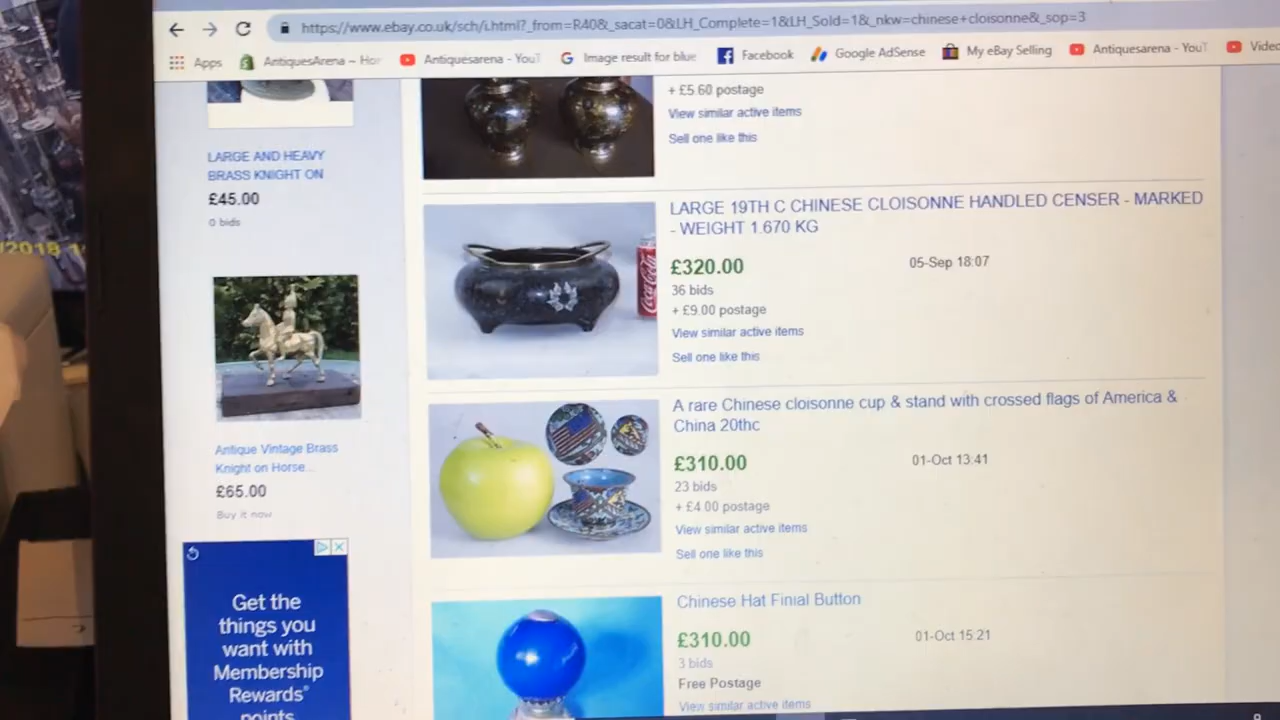 https://www.ebay.co.uk/sch/i.html?_from=R40&_sacat=0&LH_Complete=1&LH_Sold=1&_nkw=chinese+cloisonne&_sop=3
Apps
AntiquesArena – Hor
Antiquesarena - YouT
Image result for blue
Facebook
Google AdSense
My eBay Selling
Antiquesarena - YouT
Video
+ £5.60 postage
View similar active items
Sell one like this
LARGE AND HEAVY
BRASS KNIGHT ON
£45.00
0 bids
LARGE 19TH C CHINESE CLOISONNE HANDLED CENSER - MARKED
- WEIGHT 1.670 KG
£320.00
05-Sep 18:07
36 bids
+ £9.00 postage
View similar active items
Sell one like this
Coca-Cola
Antique Vintage Brass
Knight on Horse...
£65.00
Buy it now
A rare Chinese cloisonne cup & stand with crossed flags of America &
China 20thc
£310.00
01-Oct 13:41
23 bids
+ £4.00 postage
View similar active items
Sell one like this
Get the
things you
want with
Membership
Rewards®
points
Chinese Hat Finial Button
£310.00
01-Oct 15:21
3 bids
Free Postage
View similar active items